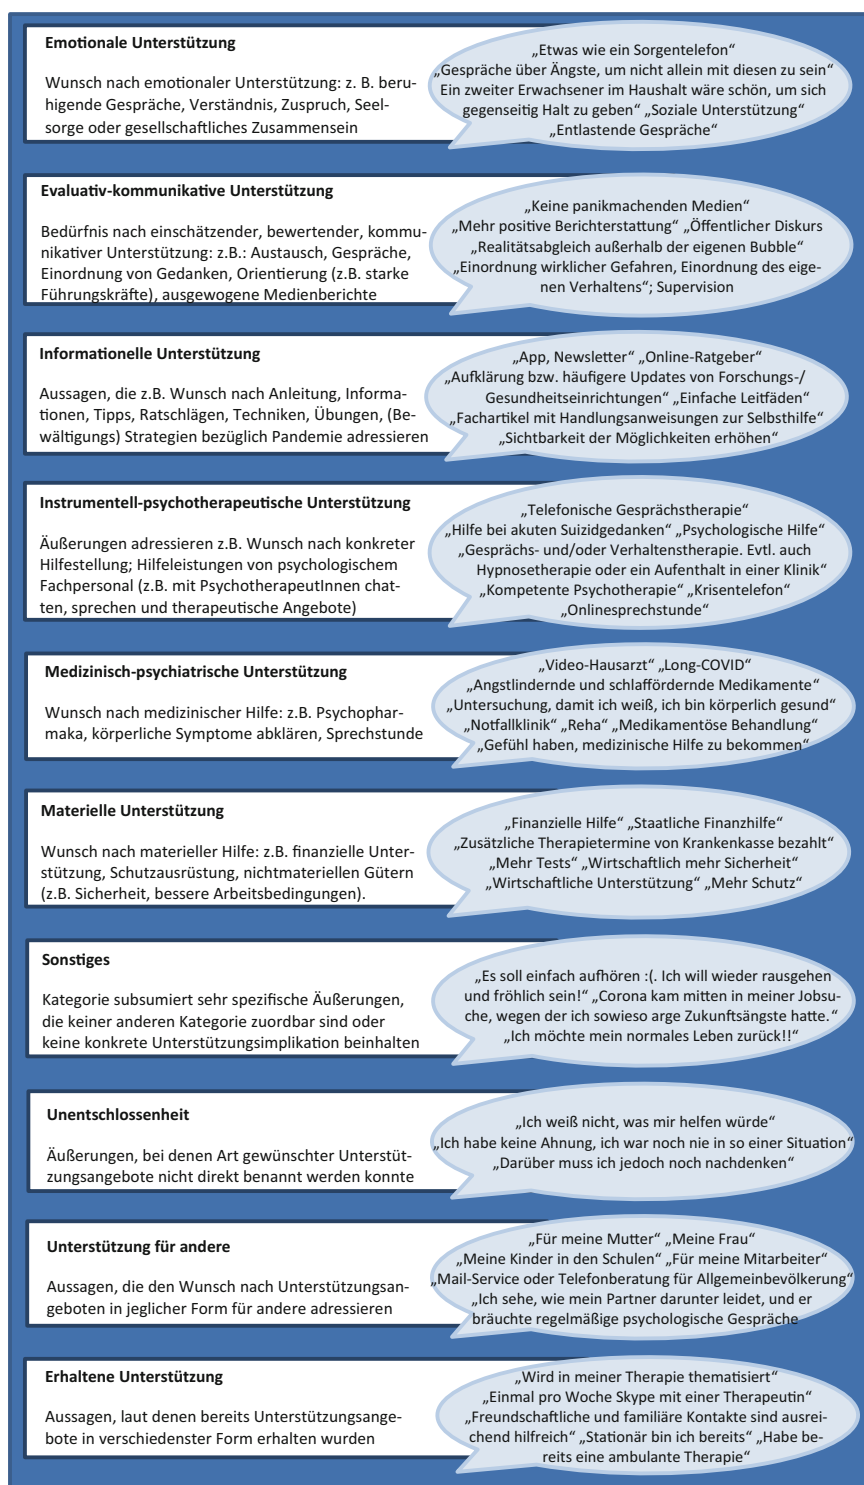 Emotionale Unterstützung
Wunsch nach emotionaler Unterstützung: z. B. beru-
higende Gespräche, Verständnis, Zuspruch, Seel-
sorge oder gesellschaftliches Zusammensein
„Etwas wie ein Sorgentelefon“
„Gespräche über Ängste, um nicht allein mit diesen zu sein“
Ein zweiter Erwachsener im Haushalt wäre schön, um sich
gegenseitig Halt zu geben“ „Soziale Unterstützung“
„Entlastende Gespräche“
Evaluativ-kommunikative Unterstützung
Bedürfnis nach einschätzender, bewertender, kommu-
nikativer Unterstützung: z.B.: Austausch, Gespräche,
Einordnung von Gedanken, Orientierung (z.B. starke
Führungskräfte), ausgewogene Medienberichte
„Keine panikmachenden Medien“
„Mehr positive Berichterstattung“ „Öffentlicher Diskurs
„Realitätsabgleich außerhalb der eigenen Bubble“
„Einordnung wirklicher Gefahren, Einordnung des eige-
nen Verhaltens“; Supervision
Informationelle Unterstützung
Aussagen, die z.B. Wunsch nach Anleitung, Informa-
tionen, Tipps, Ratschlägen, Techniken, Übungen, (Be-
wältigungs) Strategien bezüglich Pandemie adressieren
„App, Newsletter“ „Online-Ratgeber“
„Aufklärung bzw. häufigere Updates von Forschungs-/
Gesundheitseinrichtungen“ „Einfache Leitfäden“
„Fachartikel mit Handlungsanweisungen zur Selbsthilfe“
„Sichtbarkeit der Möglichkeiten erhöhen“
Instrumentell-psychotherapeutische Unterstützung
Äußerungen adressieren z.B. Wunsch nach konkreter
Hilfestellung; Hilfeleistungen von psychologischem
Fachpersonal (z.B. mit PsychotherapeutInnen chat-
ten, sprechen und therapeutische Angebote)
„Telefonische Gesprächstherapie“
„Hilfe bei akuten Suizidgedanken“ „Psychologische Hilfe“
„Gesprächs- und/oder Verhaltenstherapie. Evtl. auch
Hypnosetherapie oder ein Aufenthalt in einer Klinik“
„Kompetente Psychotherapie“ „Krisentelefon“
„Onlinesprechstunde“
Medizinisch-psychiatrische Unterstützung
Wunsch nach medizinischer Hilfe: z.B. Psychophar-
maka, körperliche Symptome abklären, Sprechstunde
„Video-Hausarzt“ „Long-COVID“
„Angstlindernde und schlaffördernde Medikamente“
„Untersuchung, damit ich weiß, ich bin körperlich gesund“
„Notfallklinik“ „Reha“ „Medikamentöse Behandlung“
„Gefühl haben, medizinische Hilfe zu bekommen“
Materielle Unterstützung
Wunsch nach materieller Hilfe: z.B. finanzielle Unter-
stützung, Schutzausrüstung, nichtmateriellen Gütern
(z.B. Sicherheit, bessere Arbeitsbedingungen).
„Finanzielle Hilfe“ „Staatliche Finanzhilfe“
„Zusätzliche Therapietermine von Krankenkasse bezahlt“
„Mehr Tests“ „Wirtschaftlich mehr Sicherheit“
„Wirtschaftliche Unterstützung“ „Mehr Schutz“
Sonstiges
Kategorie subsumiert sehr spezifische Äußerungen,
die keiner anderen Kategorie zuordbar sind oder
keine konkrete Unterstützungsimplikation beinhalten
„Es soll einfach aufhören :(. Ich will wieder rausgehen
und fröhlich sein!“ „Corona kam mitten in meiner Jobsu-
che, wegen der ich sowieso arge Zukunftsängste hatte.“
„Ich möchte mein normales Leben zurück!!“
Unentschlossenheit
Äußerungen, bei denen Art gewünschter Unterstüt-
zungsangebote nicht direkt benannt werden konnte
„Ich weiß nicht, was mir helfen würde“
„Ich habe keine Ahnung, ich war noch nie in so einer Situation“
„Darüber muss ich jedoch noch nachdenken“
Unterstützung für andere
Aussagen, die den Wunsch nach Unterstützungsan-
geboten in jeglicher Form für andere adressieren
„Für meine Mutter“ „Meine Frau“
„Meine Kinder in den Schulen“ „Für meine Mitarbeiter“
„Mail-Service oder Telefonberatung für Allgemeinbevölkerung“
„Ich sehe, wie mein Partner darunter leidet, und er
bräuchte regelmäßige psychologische Gespräche
Erhaltene Unterstützung
Aussagen, laut denen bereits Unterstützungsange-
bote in verschiedenster Form erhalten wurden
„Wird in meiner Therapie thematisiert“
„Einmal pro Woche Skype mit einer Therapeutin“
„Freundschaftliche und familiäre Kontakte sind ausrei-
chend hilfreich“ „Stationär bin ich bereits“ „Habe be-
reits eine ambulante Therapie“